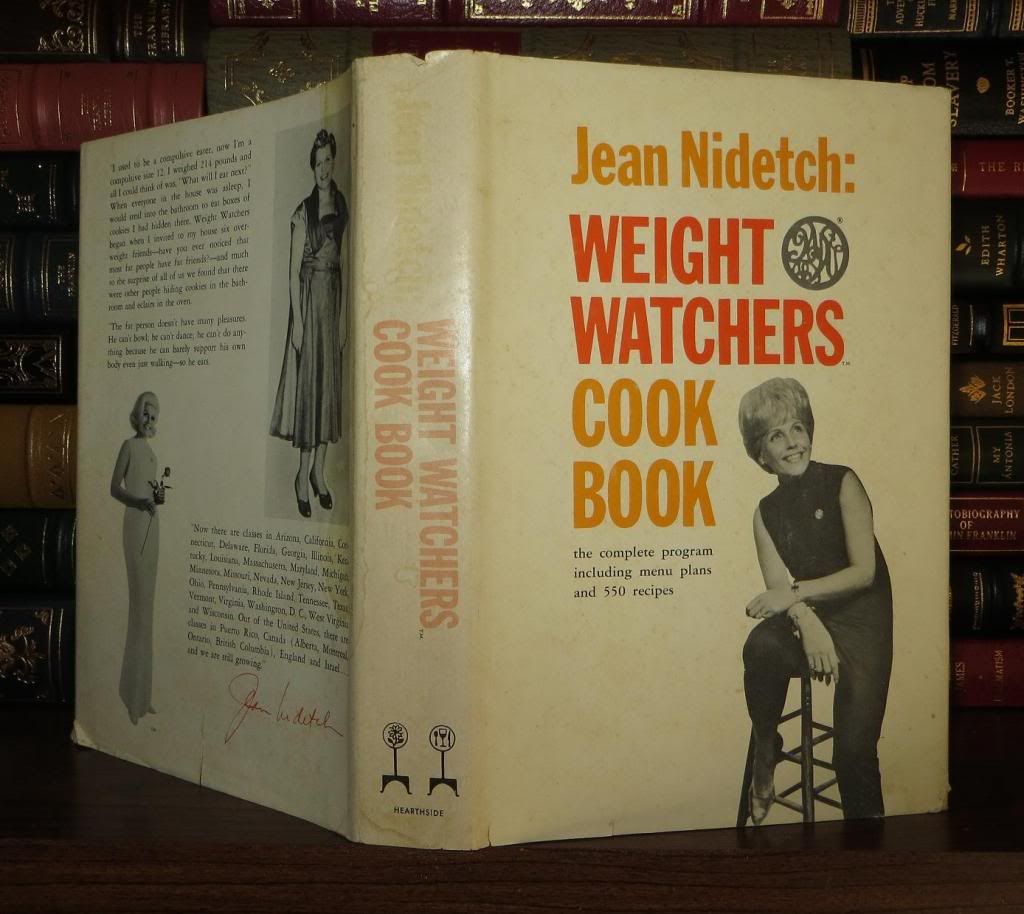 Jean Nidetch:
WEIGHT
WATCHERS™
COOK
BOOK
the complete program
including menu plans
and 550 recipes
WEIGHT WATCHERS™
COOK BOOK
HEARTHSIDE
"I used to be a compulsive eater, now I'm a
compulsive size 12. I weighed 214 pounds and
all I could think of was, 'What will I eat next?'
When everyone in the house was asleep, I
would steal into the bathroom to eat boxes of
cookies I had hidden there. Weight Watchers
began when I invited to my house six over-
weight friends—have you ever noticed that
most fat people have fat friends?—and much
to the surprise of all of us we found that there
were other people hiding cookies in the bath-
room and eclairs in the oven.
"The fat person doesn't have many pleasures.
He can't bowl; he can't dance; he can't do any-
thing because he can barely support his own
body even just walking—so he eats.
"Now there are classes in Arizona, California, Con-
necticut, Delaware, Florida, Georgia, Illinois, Ken-
tucky, Louisiana, Massachusetts, Maryland, Michigan,
Minnesota, Missouri, Nevada, New Jersey, New York,
Ohio, Pennsylvania, Rhode Island, Tennessee, Texas,
Vermont, Virginia, Washington, D. C., West Virginia
and Wisconsin. Out of the United States, there are
classes in Puerto Rico, Canada (Alberta, Montreal,
Ontario, British Columbia), England and Israel....
and we are still growing."
Jean Nidetch
SLAVERY
BOOKER T.
THE
EDITH
WHARTON
FITZGERALD
JACK
LONDON
CATHER
MY
ÁNTONIA
OF
FRANKLIN